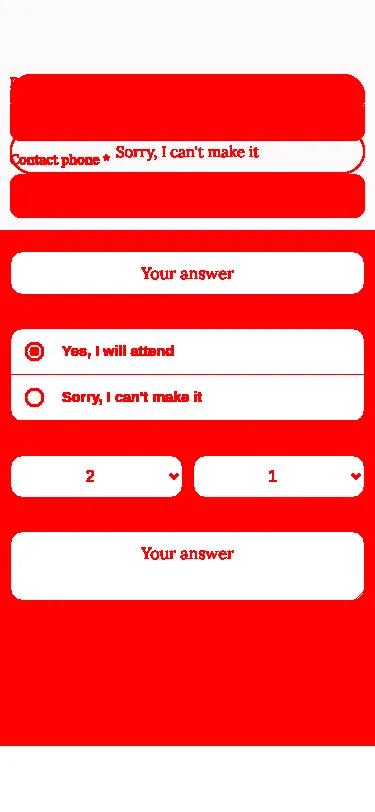 Sorry, I can't make it
Contact phone *
Your answer
Yes, I will attend
Sorry, I can't make it
2 1
Your answer